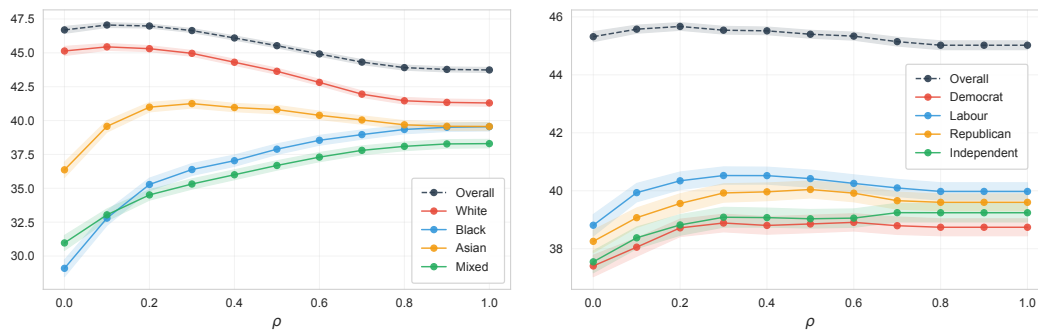 47.5
45.0
42.5
40.0
37.5
35.0
32.5
30.0
0.0 0.2 0.4 0.6 0.8 1.0
ρ
Overall
White
Black
Asian
Mixed
46
44
42
40
38
0.0 0.2 0.4 0.6 0.8 1.0
ρ
Overall
Democrat
Labour
Republican
Independent